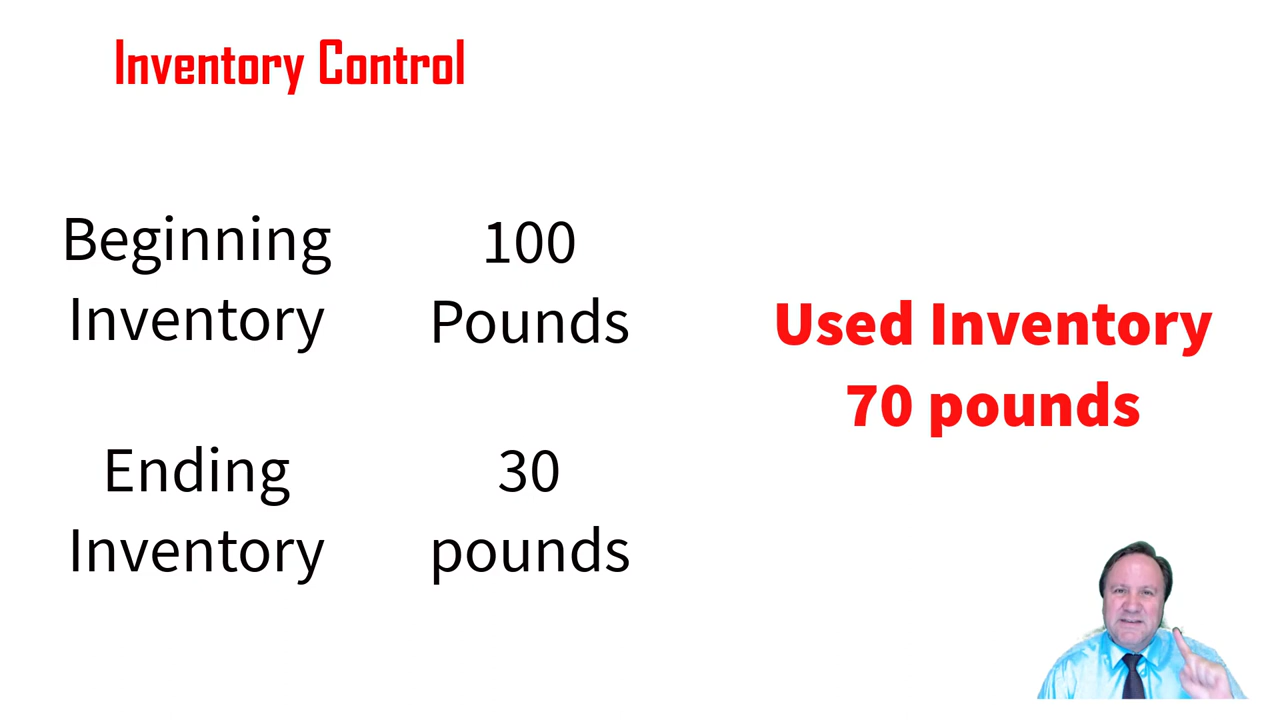 Inventory Control
Beginning
Inventory
100
Pounds
Used Inventory
70 pounds
Ending
Inventory
30
pounds